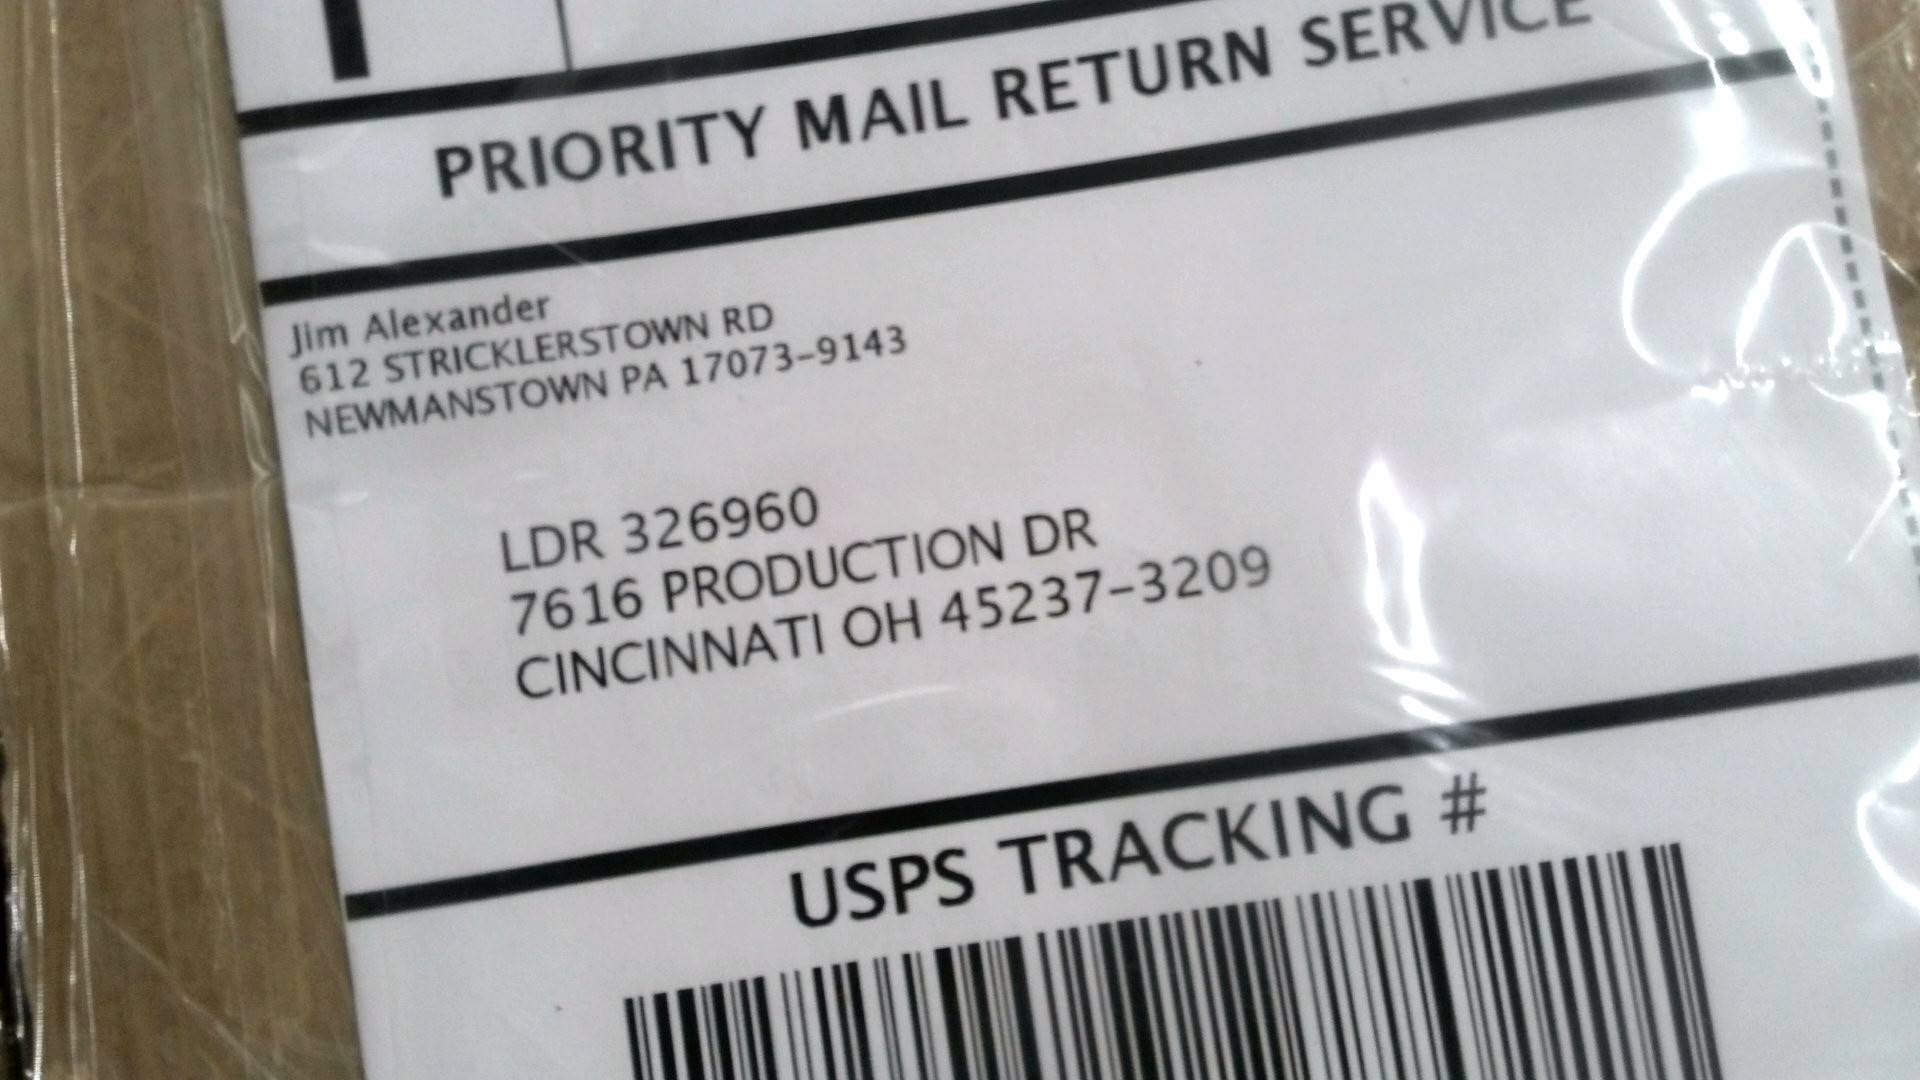 PRIORITY MAIL RETURN SERVICE
Jim Alexander
612 STRICKLERSTOWN RD
NEWMANSTOWN PA 17073-9143
LDR 326960
7616 PRODUCTION DR
CINCINNATI OH 45237-3209
USPS TRACKING #